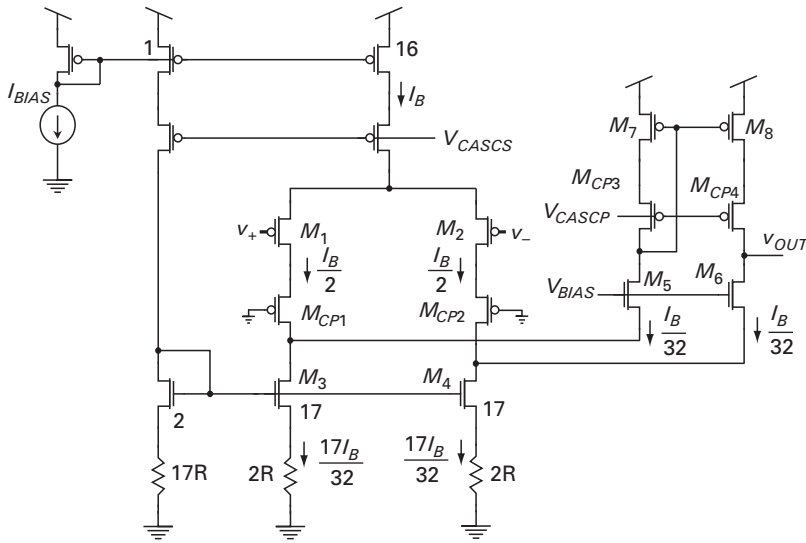 1
16
I_BIAS
I_B
M_7
M_8
V_CASCS
M_CP3
M_CP4
v_+
M_1
M_2
v_–
V_CASCP
v_OUT
I_B/2
I_B/2
M_5
M_6
V_BIAS
M_CP1
M_CP2
I_B/32
I_B/32
M_3
M_4
2
17
17
17R
2R
17I_B/32
17I_B/32
2R